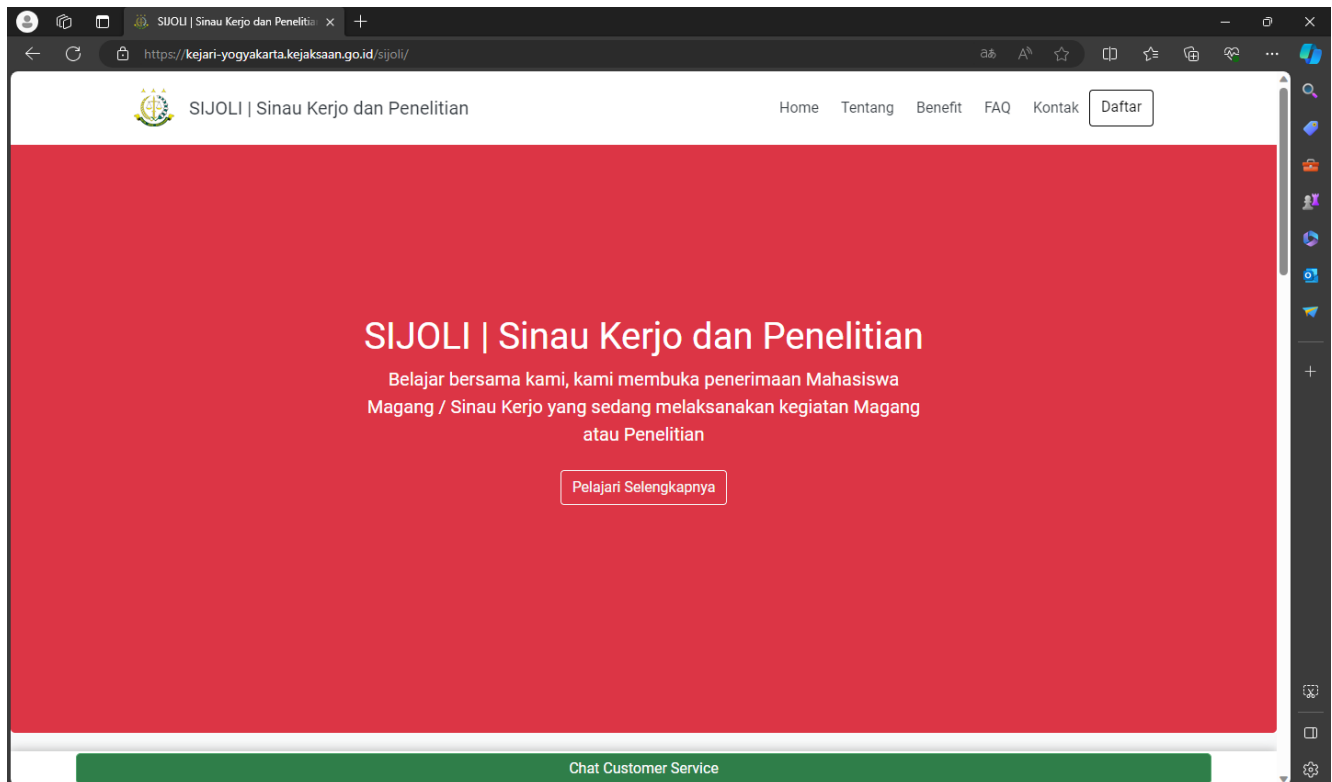 SIJOLI | Sinau Kerjo dan Penelitia
https://kejari-yogyakarta.kejaksaan.go.id/sijoli/
SIJOLI | Sinau Kerjo dan Penelitian
Home Tentang Benefit FAQ Kontak Daftar
SIJOLI | Sinau Kerjo dan Penelitian
Belajar bersama kami, kami membuka penerimaan Mahasiswa
Magang / Sinau Kerjo yang sedang melaksanakan kegiatan Magang
atau Penelitian
Pelajari Selengkapnya
Chat Customer Service